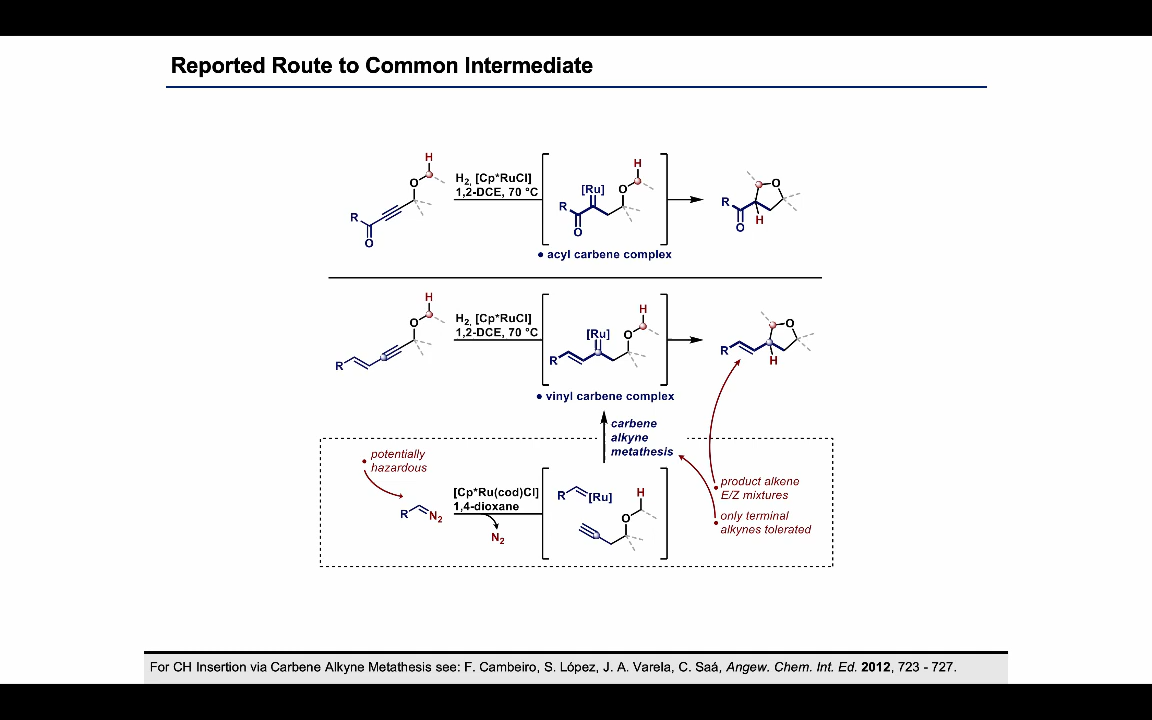 Reported Route to Common Intermediate
H
O
R
O
H₂, [Cp*RuCl]
1,2-DCE, 70 °C
H
[Ru]
O
R
O
• acyl carbene complex
O
R
O
H
H
O
R
H₂, [Cp*RuCl]
1,2-DCE, 70 °C
H
[Ru]
O
R
• vinyl carbene complex
O
R
H
carbene
alkyne
metathesis
• potentially
hazardous
R
N₂
[Cp*Ru(cod)Cl]
1,4-dioxane
N₂
R
[Ru]
H
O
• product alkene
E/Z mixtures
• only terminal
alkynes tolerated
For CH Insertion via Carbene Alkyne Metathesis see: F. Cambeiro, S. López, J. A. Varela, C. Saá, Angew. Chem. Int. Ed. 2012, 723 - 727.